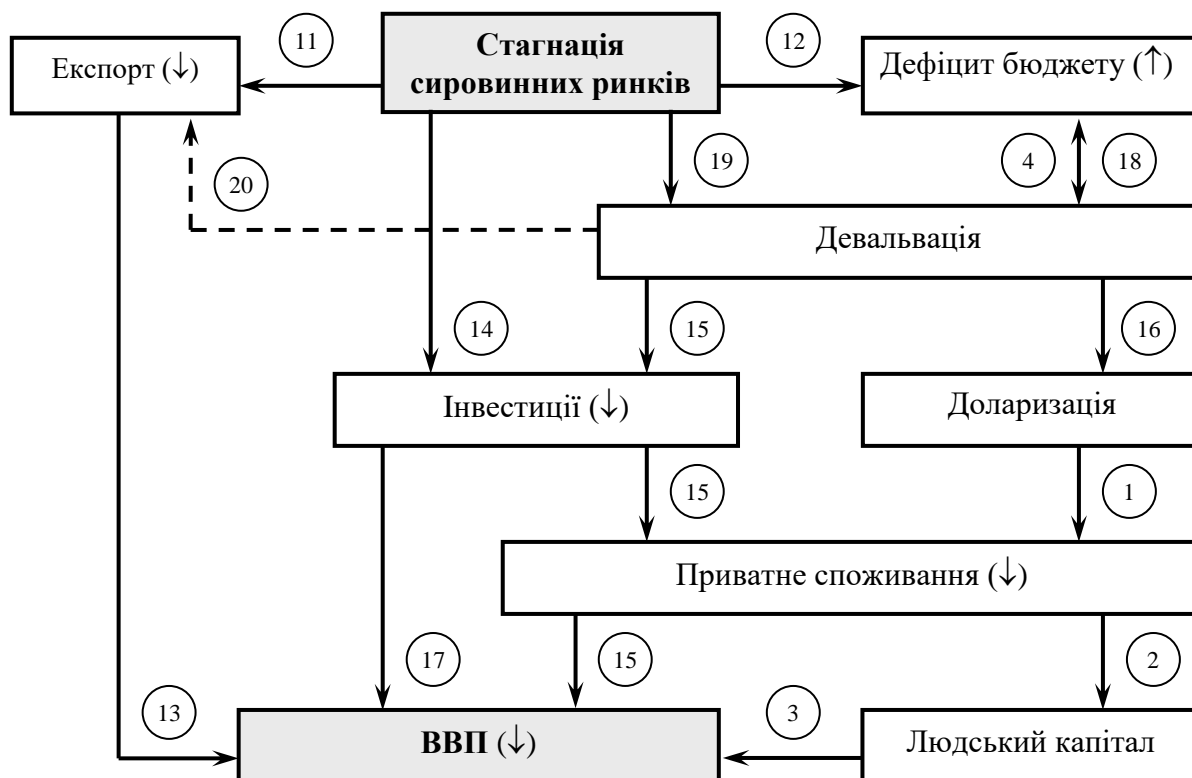 11
Стагнація
сировинних ринків
12
Експорт (↓)
Дефіцит бюджету (↑)
20
19
4
18
Девальвація
14
15
16
Інвестиції (↓)
Доларизація
15
1
Приватне споживання (↓)
17
15
2
13
ВВП (↓)
3
Людський капітал